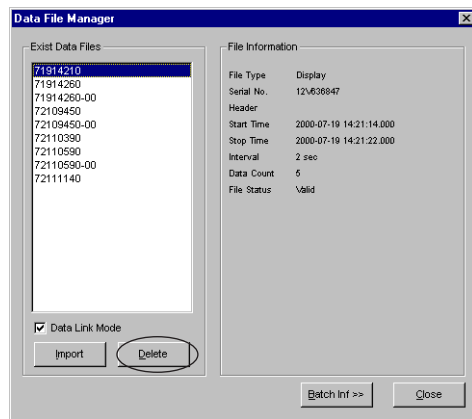 Data File Manager
Exist Data Files
71914210
71914260
71914260-00
72109450
72109450-00
72110390
72110590
72110590-00
72111140
Data Link Mode
Import
Delete
File Information
File Type Display
Serial No. 12V636847
Header
Start Time 2000-07-19 14:21:14.000
Stop Time 2000-07-19 14:21:22.000
Interval 2 sec
Data Count 5
File Status Valid
Batch Inf >>
Close